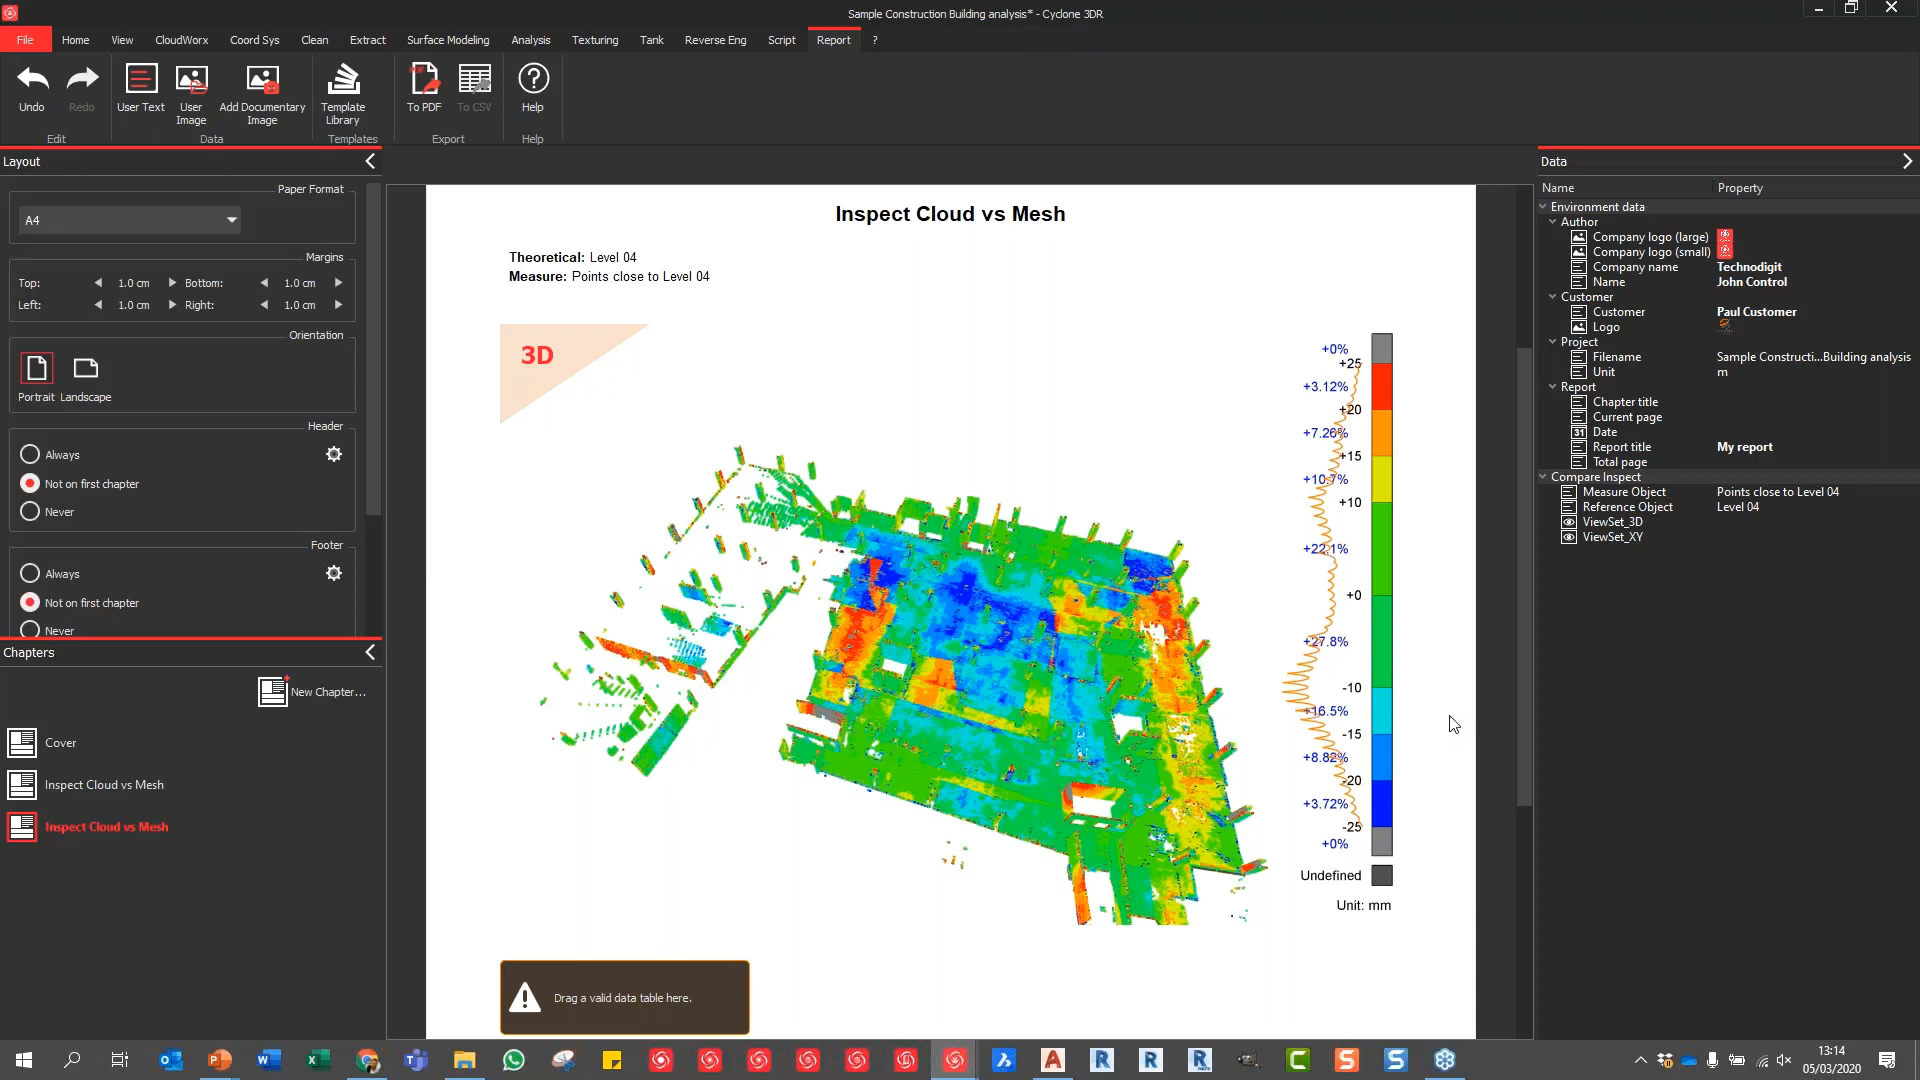 Sample Construction Building analysis* - Cyclone 3DR
File Home View CloudWorx Coord Sys Clean Extract Surface Modeling Analysis Texturing Tank Reverse Eng Script Report ?
Undo Redo User Text User Image Add Documentary Image Template Library To PDF To CSV Help
Edit Data Templates Export Help
Layout
Paper Format
A4
Margins
Top: 1.0 cm Bottom: 1.0 cm
Left: 1.0 cm Right: 1.0 cm
Orientation
Portrait Landscape
Header
Always
Not on first chapter
Never
Footer
Always
Not on first chapter
Never
Chapters
New Chapter...
Cover
Inspect Cloud vs Mesh
Inspect Cloud vs Mesh
Inspect Cloud vs Mesh
Theoretical: Level 04
Measure: Points close to Level 04
3D
+0%
+25
+3.12%
+20
+7.26%
+15
+10.7%
+10
+22.1%
+0
+27.8%
-10
+16.5%
-15
+8.82%
-20
+3.72%
-25
+0%
Undefined
Unit: mm
Drag a valid data table here.
Data
Name Property
Environment data
Author
Company logo (large)
Company logo (small)
Company name Technodigit
Name John Control
Customer
Customer Paul Customer
Logo
Project
Filename Sample Constructi...Building analysis
Unit m
Report
Chapter title
Current page
31 Date
Report title My report
Total page
Compare Inspect
Measure Object Points close to Level 04
Reference Object Level 04
ViewSet_3D
ViewSet_XY
13:14
05/03/2020